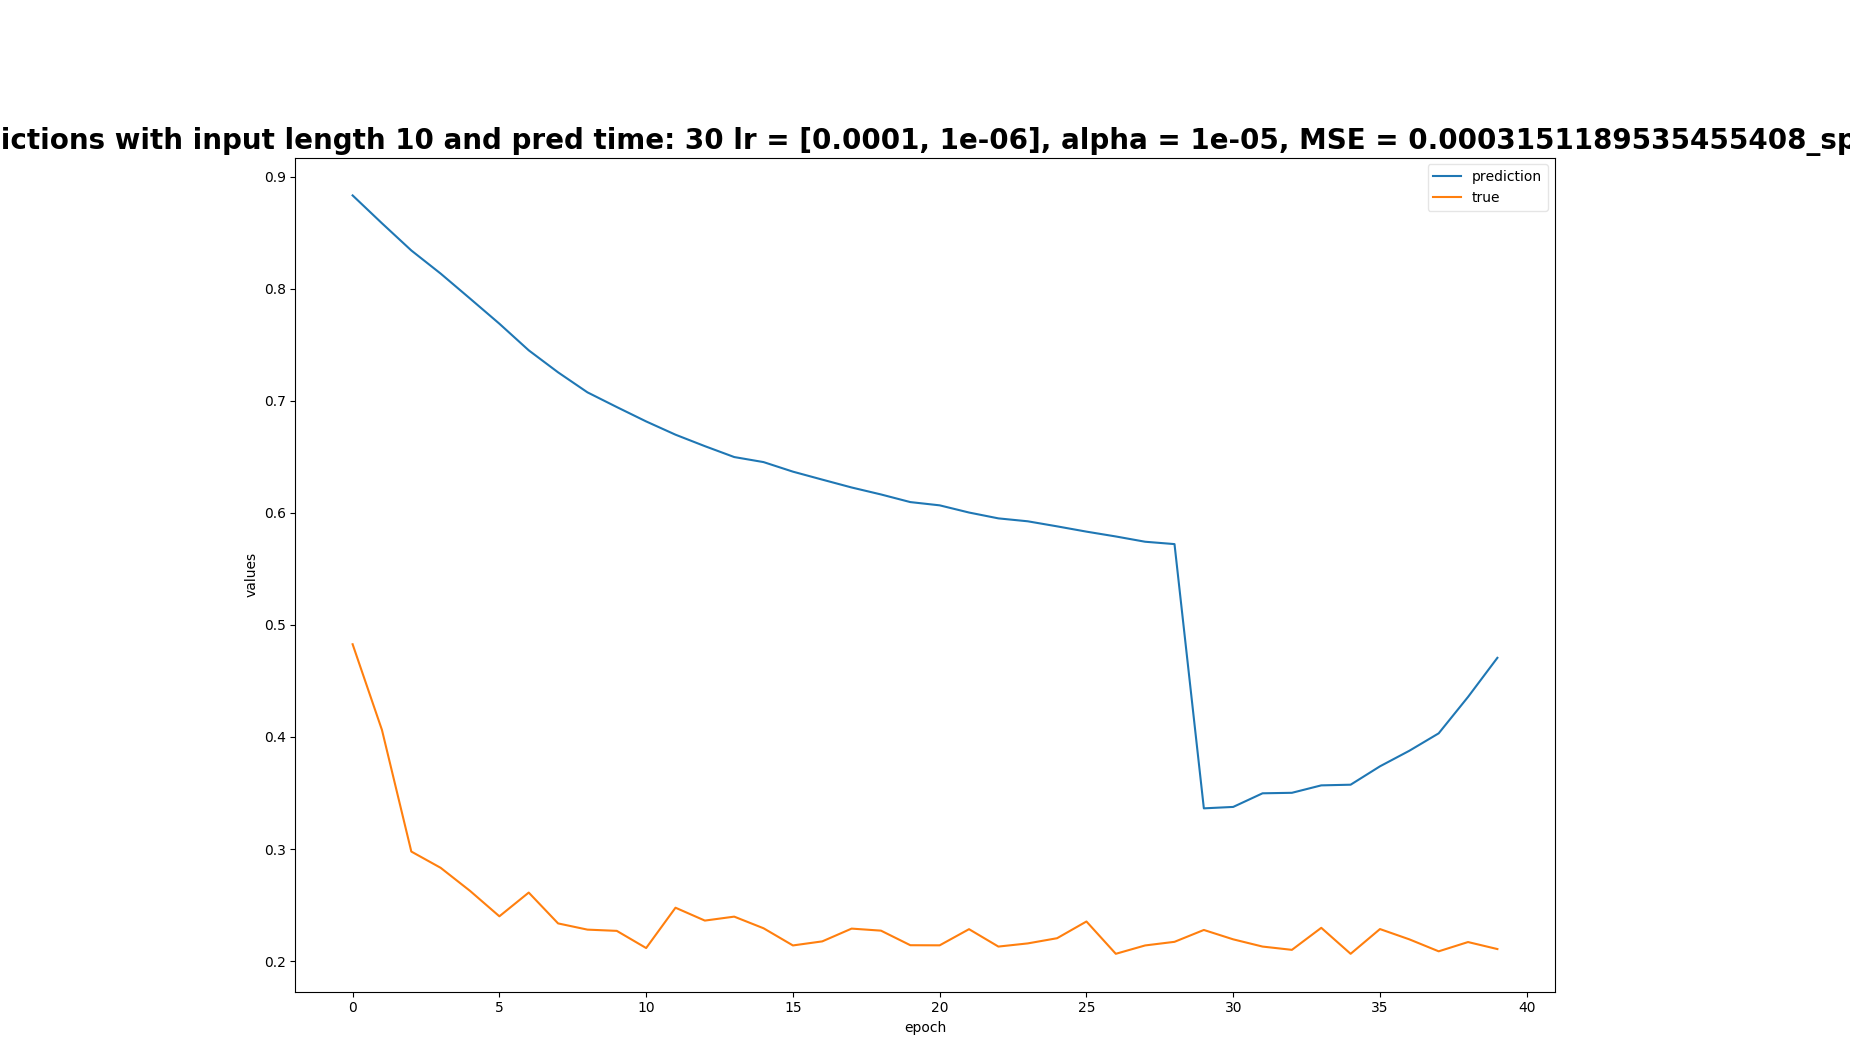 ictions with input length 10 and pred time: 30 lr = [0.0001, 1e-06], alpha = 1e-05, MSE = 0.0003151189535455408_sp
prediction
true
0.9
0.8
0.7
0.6
0.5
0.4
0.3
0.2
values
0 5 10 15 20 25 30 35 40
epoch